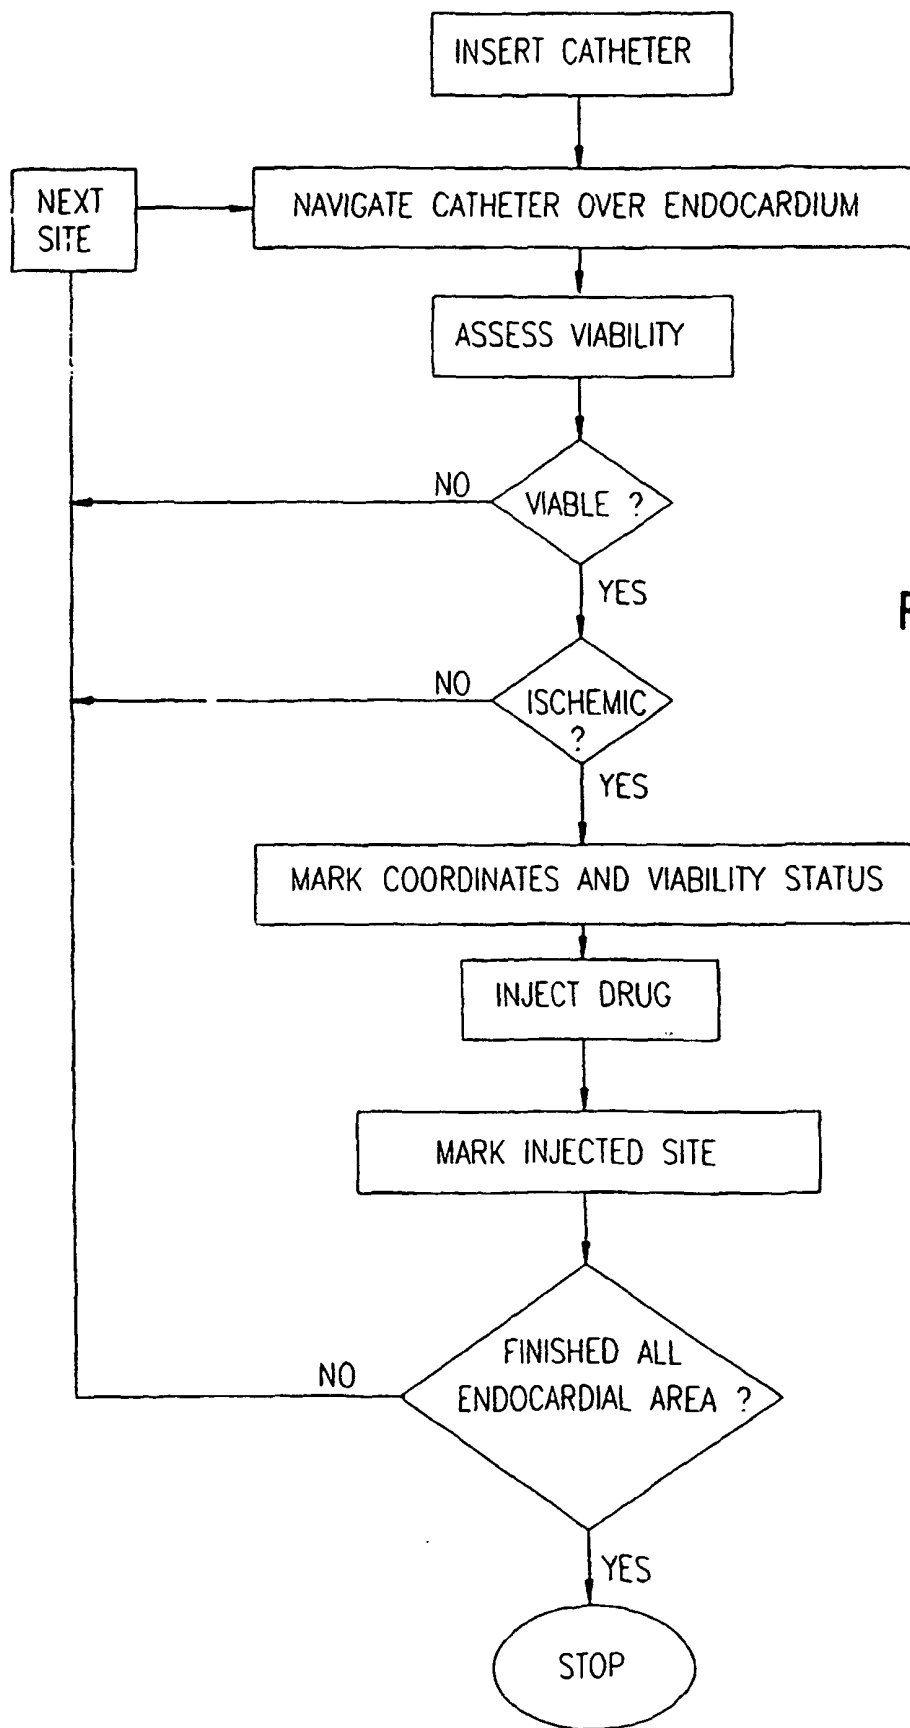 INSERT CATHETER
NEXT
SITE
NAVIGATE CATHETER OVER ENDOCARDIUM
ASSESS VIABILITY
NO
VIABLE ?
YES
NO
ISCHEMIC
?
YES
MARK COORDINATES AND VIABILITY STATUS
INJECT DRUG
MARK INJECTED SITE
FINISHED ALL
NO
ENDOCARDIAL AREA ?
YES
STOP